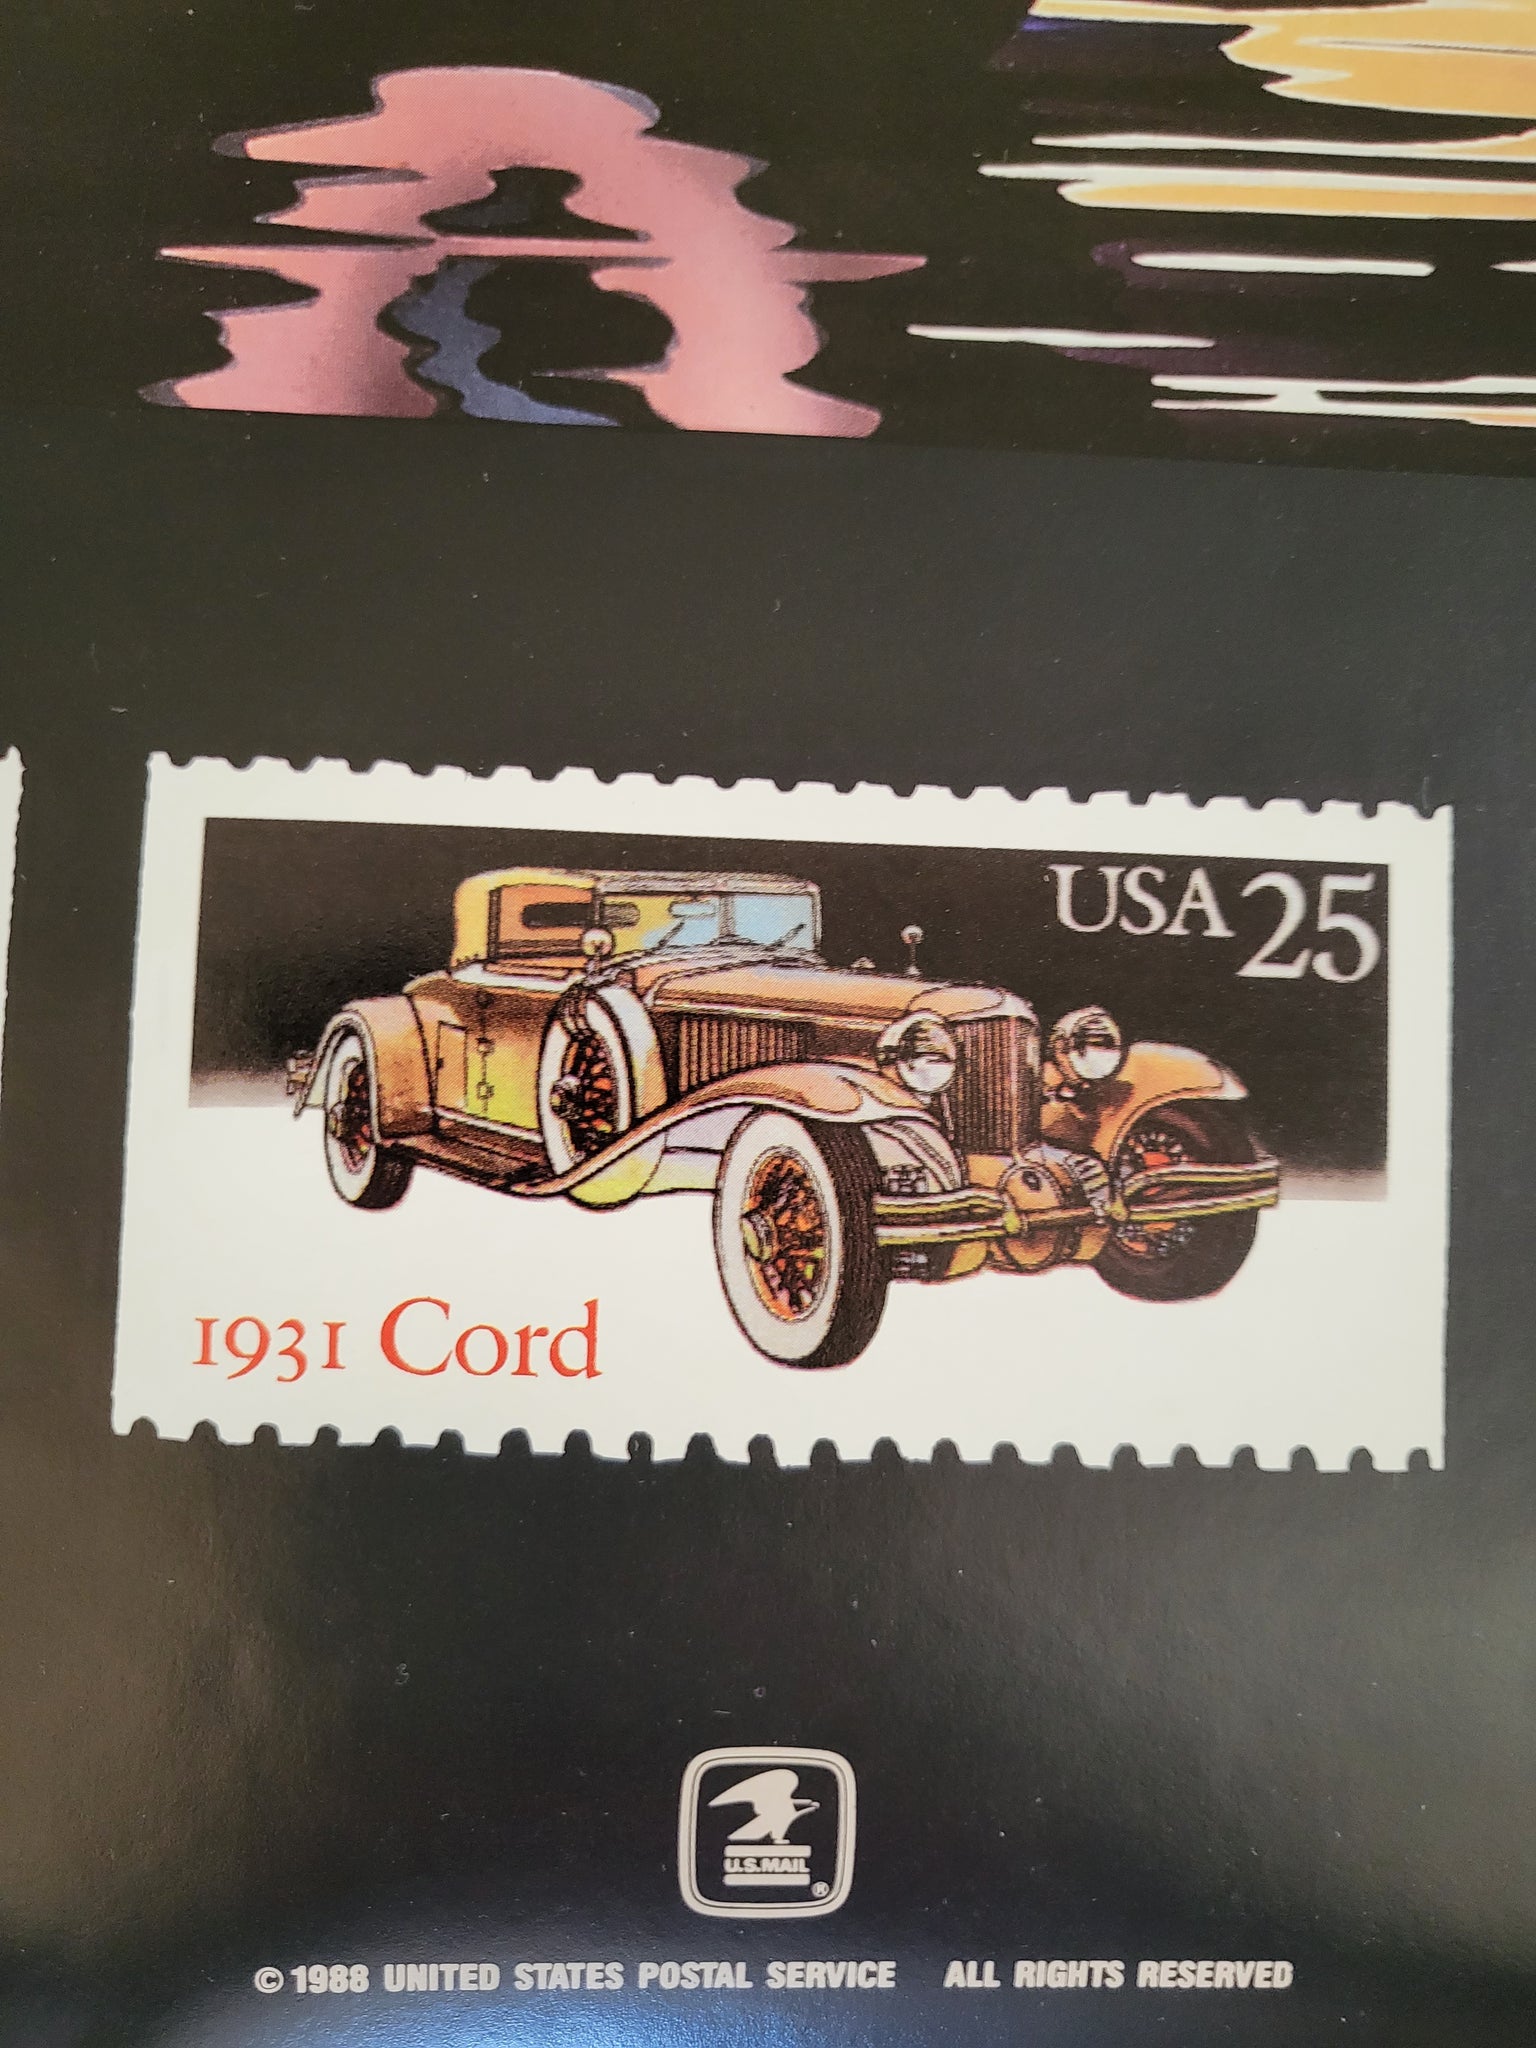 USA 25
1931 Cord
U.S.MAIL ®
© 1988 UNITED STATES POSTAL SERVICE ALL RIGHTS RESERVED